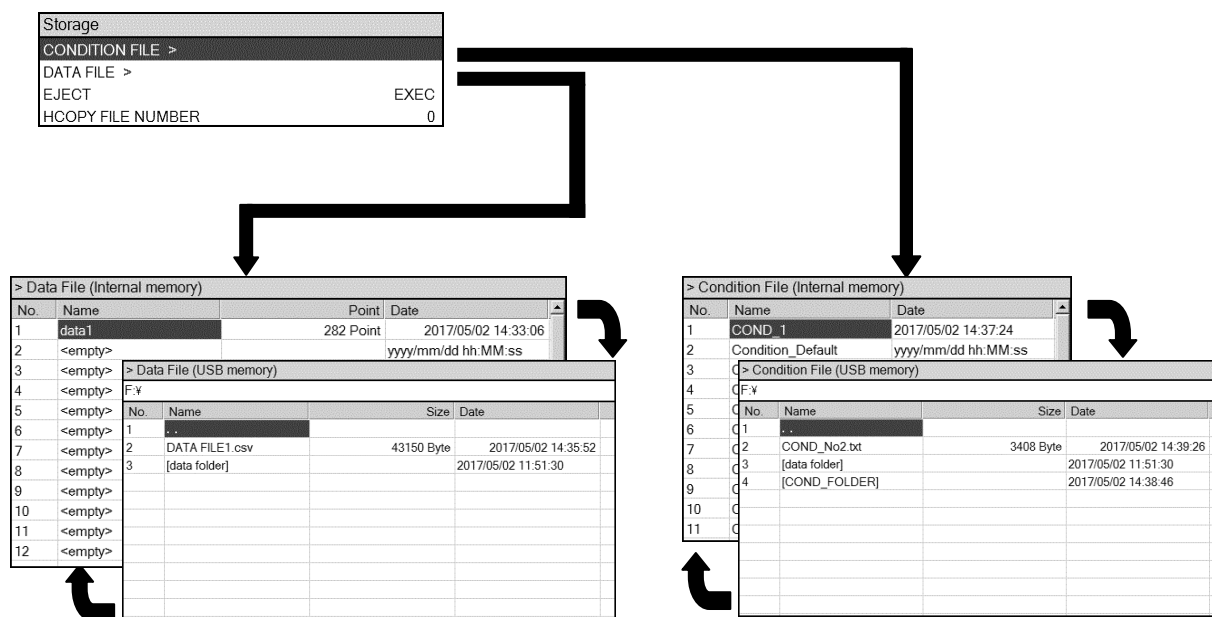 Storage
CONDITION FILE >
DATA FILE >
EJECT EXEC
HCOPY FILE NUMBER 0
> Data File (Internal memory)
No. Name Point Date
1 data1 282 Point 2017/05/02 14:33:06
2 <empty> yyyy/mm/dd hh:MM:ss
3 <empty>
4 <empty>
5 <empty>
6 <empty>
7 <empty>
8 <empty>
9 <empty>
10 <empty>
11 <empty>
12 <empty>
> Data File (USB memory)
F:¥
No. Name Size Date
1 . .
2 DATA FILE1.csv 43150 Byte 2017/05/02 14:35:52
3 [data folder] 2017/05/02 11:51:30
> Condition File (Internal memory)
No. Name Date
1 COND_1 2017/05/02 14:37:24
2 Condition_Default yyyy/mm/dd hh:MM:ss
3
4
5
6
7
8
9
10
11
> Condition File (USB memory)
F:¥
No. Name Size Date
1 . .
2 COND_No2.txt 3408 Byte 2017/05/02 14:39:26
3 [data folder] 2017/05/02 11:51:30
4 [COND_FOLDER] 2017/05/02 14:38:46